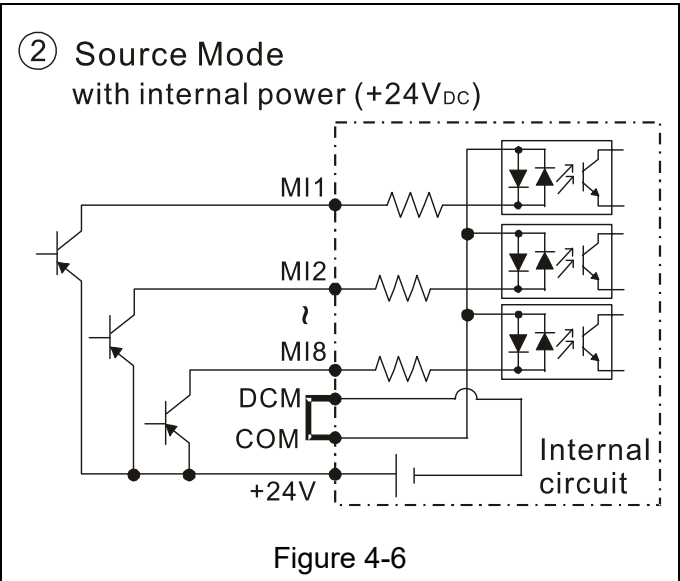 ② Source Mode
with internal power (+24VDC)
MI1
MI2
~
MI8
DCM
COM
+24V
Internal
circuit
Figure 4-6